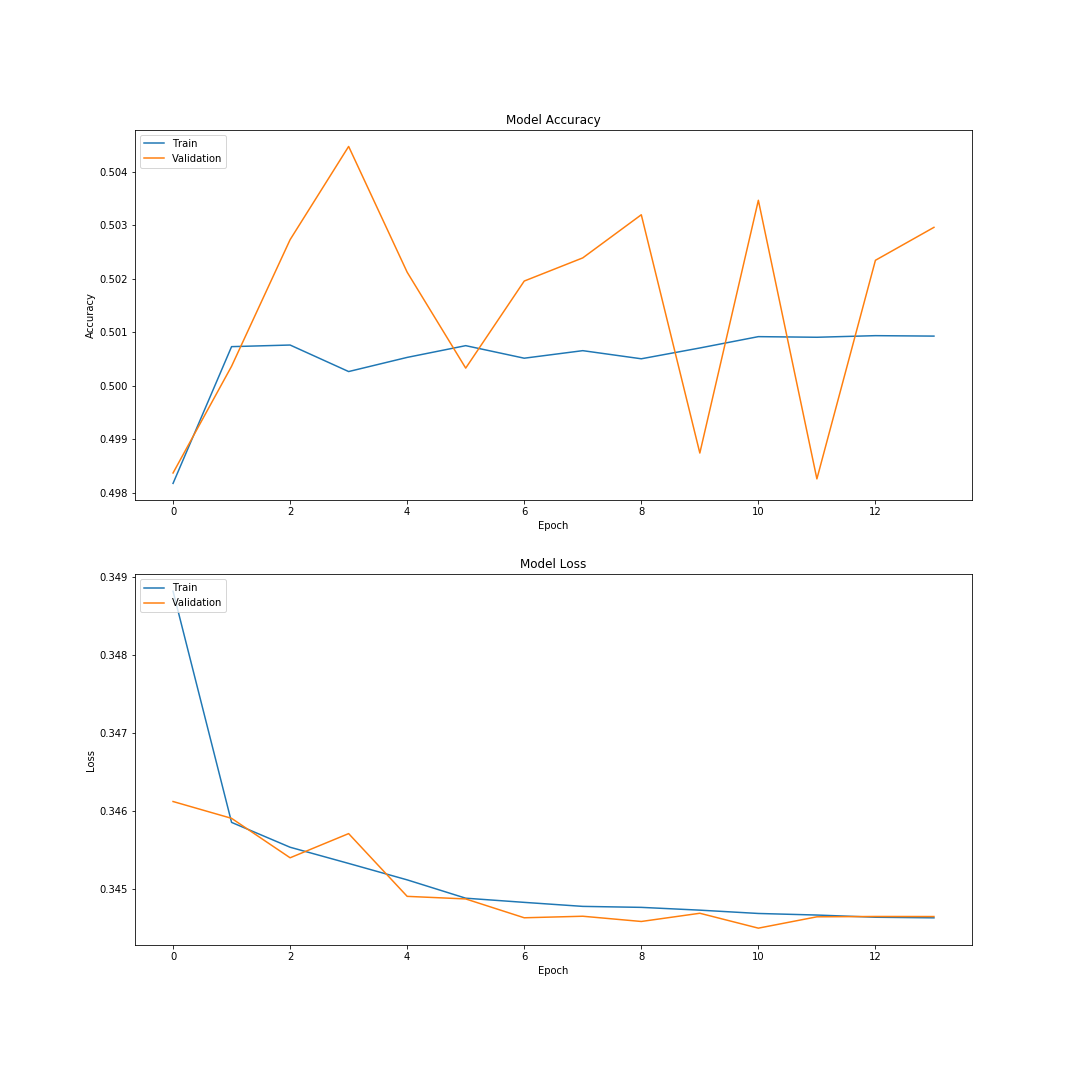 Model Accuracy
Train
Validation
0.504
0.503
0.502
0.501
0.500
0.499
0.498
Accuracy
0 2 4 6 8 10 12
Epoch
Model Loss
Train
Validation
0.349
0.348
0.347
0.346
0.345
Loss
0 2 4 6 8 10 12
Epoch